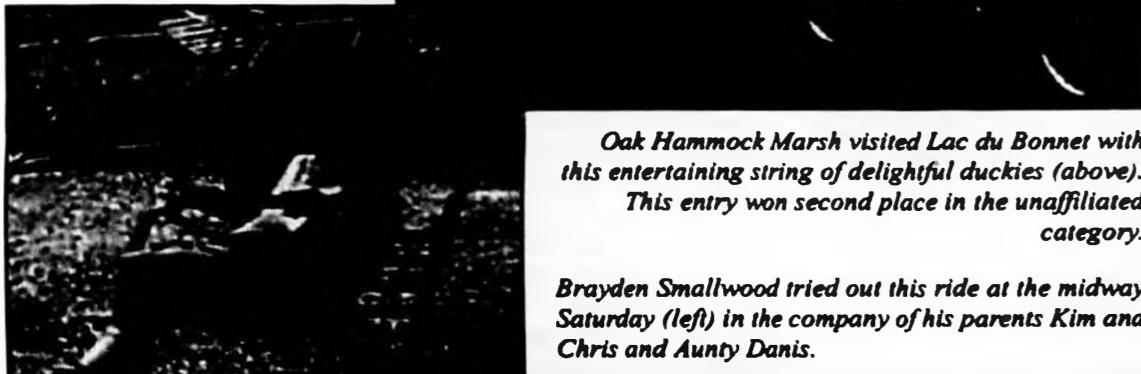 Oak Hammock Marsh visited Lac du Bonnet with
this entertaining string of delightful duckies (above).
This entry won second place in the unaffiliated
category.
Brayden Smallwood tried out this ride at the midway
Saturday (left) in the company of his parents Kim and
Chris and Aunty Danis.